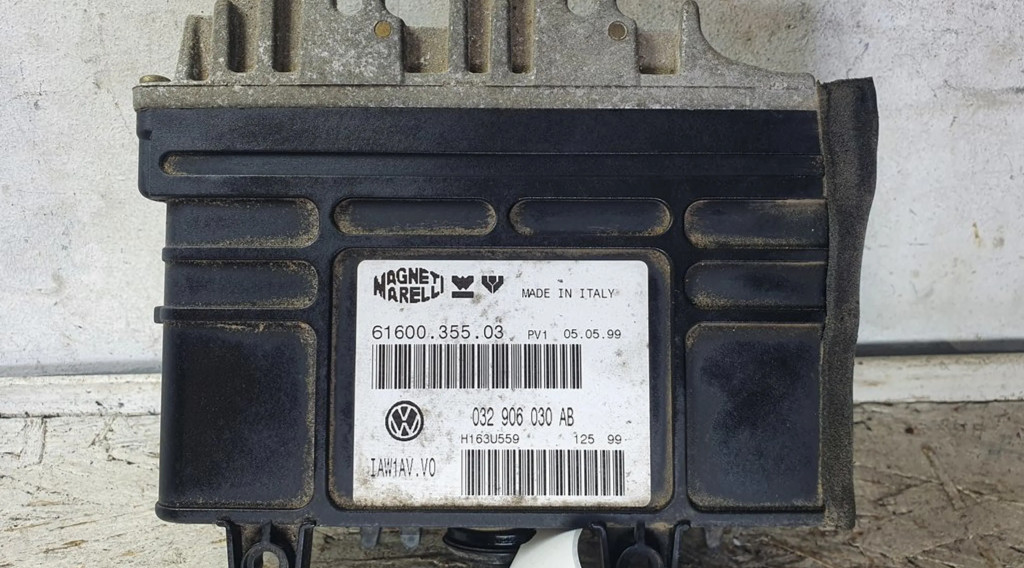 MAGNETI
MARELLI
MADE IN ITALY
61600.355.03 PV1 05.05.99
032 906 030 AB
H163U559 125 99
IAW1AV.V0